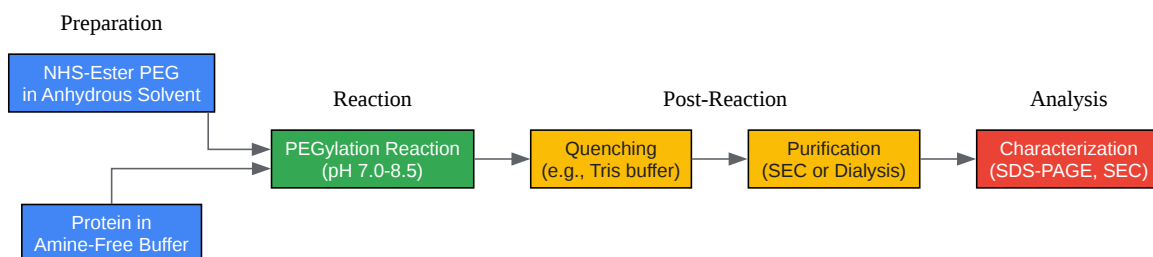 Preparation
NHS-Ester PEG
in Anhydrous Solvent
Protein in
Amine-Free Buffer
Reaction
PEGylation Reaction
(pH 7.0-8.5)
Post-Reaction
Quenching
(e.g., Tris buffer)
Purification
(SEC or Dialysis)
Analysis
Characterization
(SDS-PAGE, SEC)